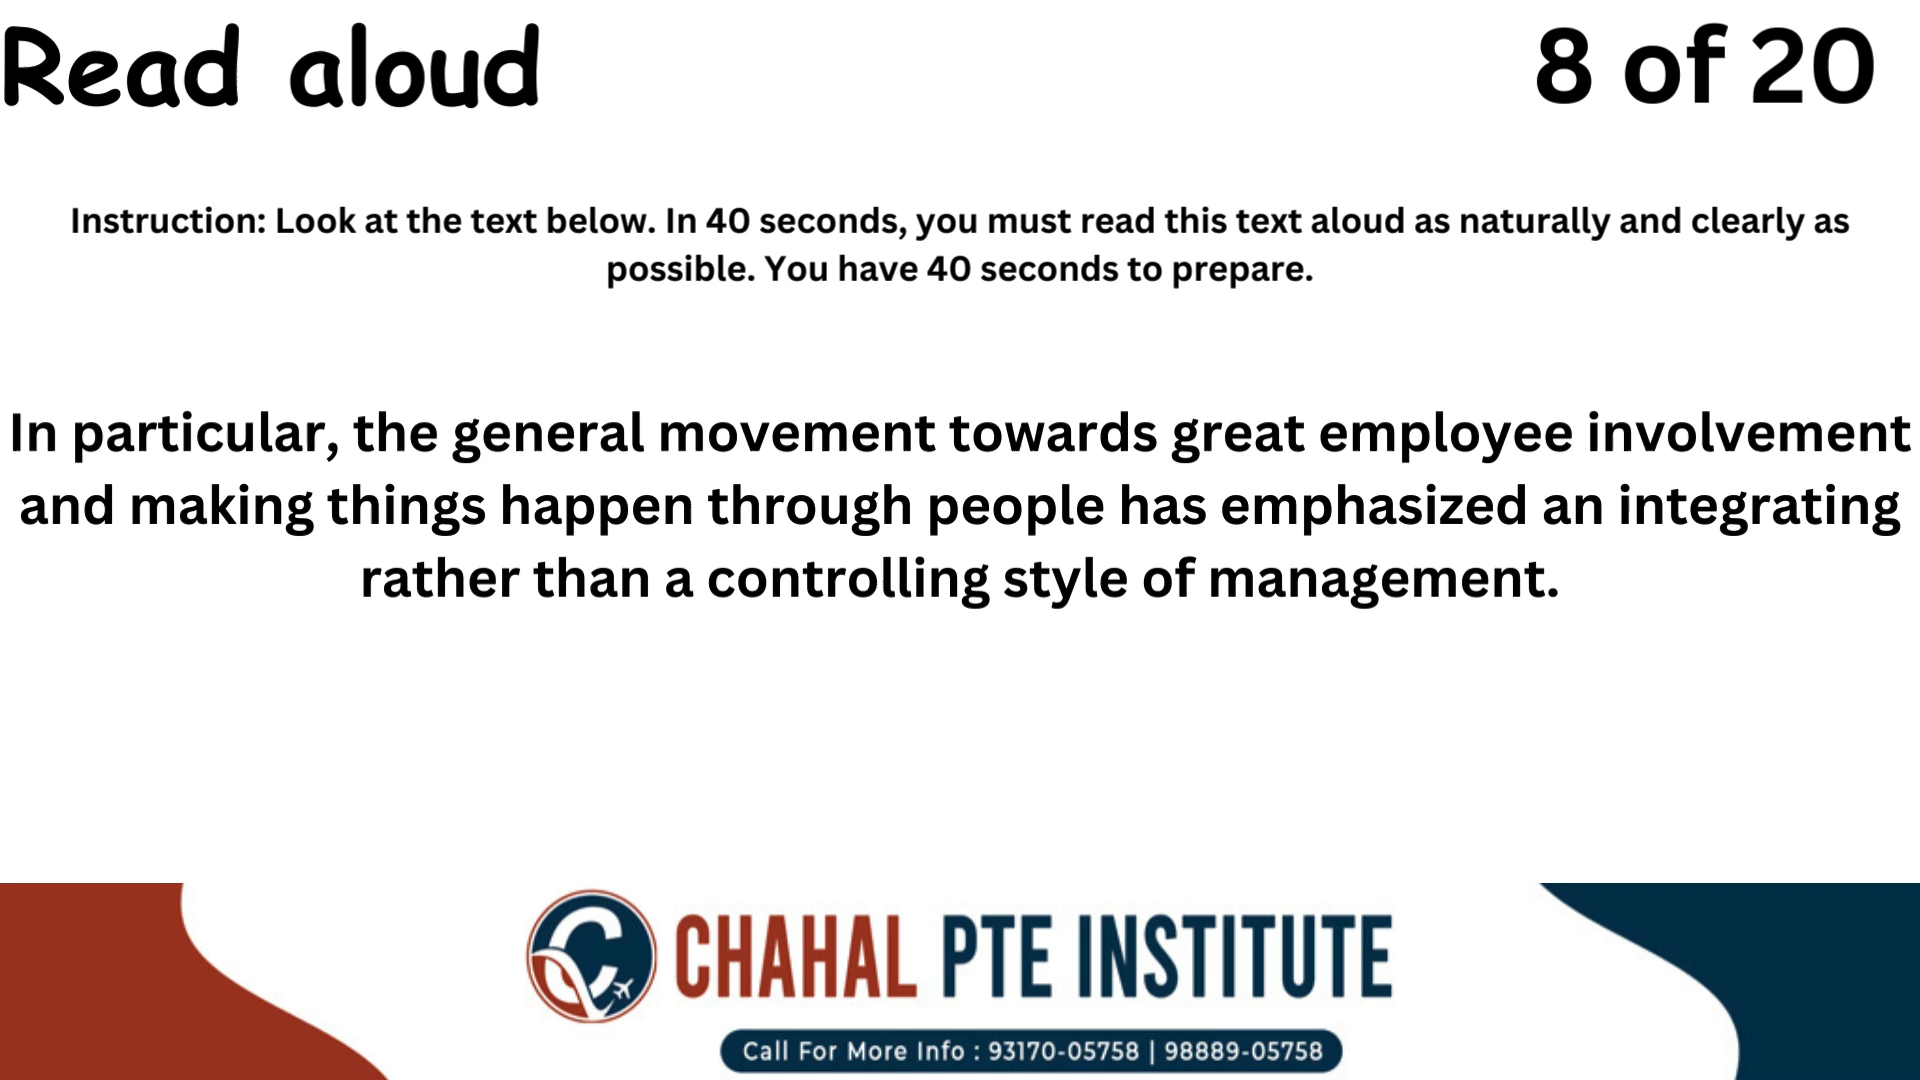 Read aloud
8 of 20
Instruction: Look at the text below. In 40 seconds, you must read this text aloud as naturally and clearly as
possible. You have 40 seconds to prepare.
In particular, the general movement towards great employee involvement
and making things happen through people has emphasized an integrating
rather than a controlling style of management.
CHAHAL PTE INSTITUTE
Call For More Info : 93170-05758 | 98889-05758